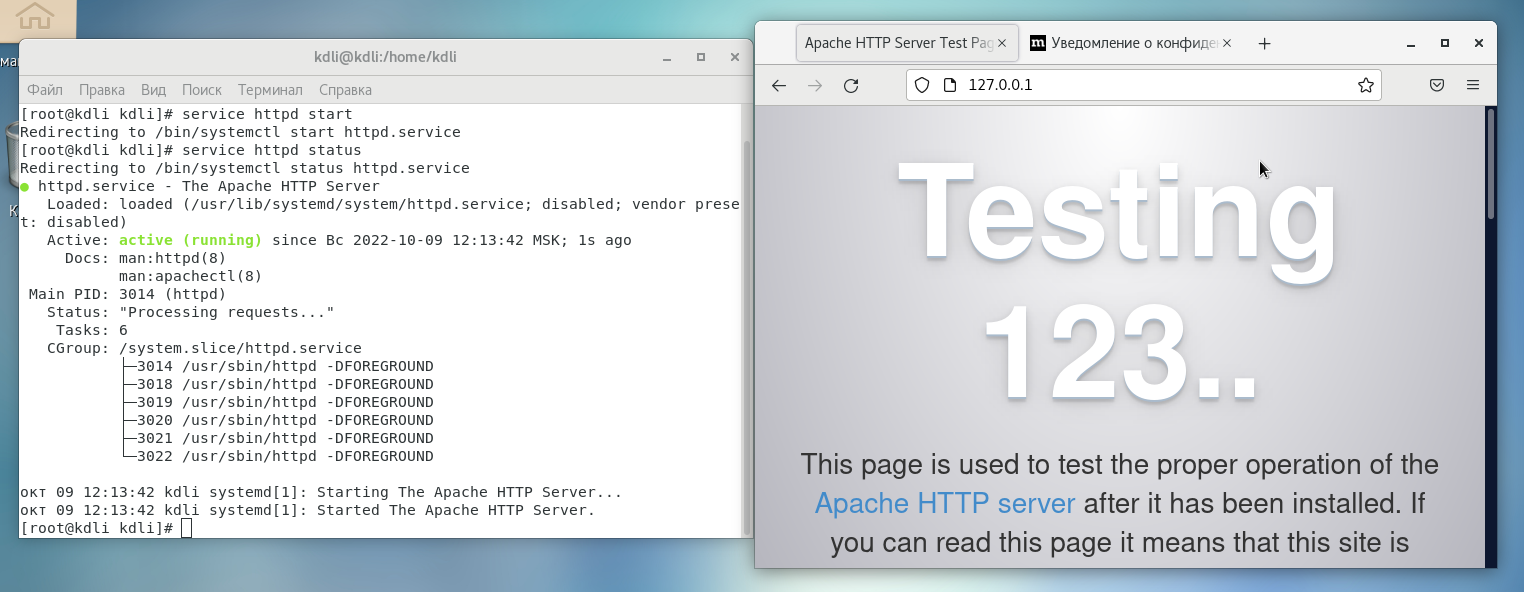 ма
К
kdli@kdli:/home/kdli
Файл Правка Вид Поиск Терминал Справка
[root@kdli kdli]# service httpd start
Redirecting to /bin/systemctl start httpd.service
[root@kdli kdli]# service httpd status
Redirecting to /bin/systemctl status httpd.service
● httpd.service - The Apache HTTP Server
   Loaded: loaded (/usr/lib/systemd/system/httpd.service; disabled; vendor prese
t: disabled)
   Active: active (running) since Вс 2022-10-09 12:13:42 MSK; 1s ago
     Docs: man:httpd(8)
           man:apachectl(8)
 Main PID: 3014 (httpd)
   Status: "Processing requests..."
    Tasks: 6
   CGroup: /system.slice/httpd.service
           ├─3014 /usr/sbin/httpd -DFOREGROUND
           ├─3018 /usr/sbin/httpd -DFOREGROUND
           ├─3019 /usr/sbin/httpd -DFOREGROUND
           ├─3020 /usr/sbin/httpd -DFOREGROUND
           ├─3021 /usr/sbin/httpd -DFOREGROUND
           └─3022 /usr/sbin/httpd -DFOREGROUND
окт 09 12:13:42 kdli systemd[1]: Starting The Apache HTTP Server...
окт 09 12:13:42 kdli systemd[1]: Started The Apache HTTP Server.
[root@kdli kdli]#
Apache HTTP Server Test Pag
m Уведомление о конфиде
127.0.0.1
Testing
123..
This page is used to test the proper operation of the
Apache HTTP server after it has been installed. If
you can read this page it means that this site is